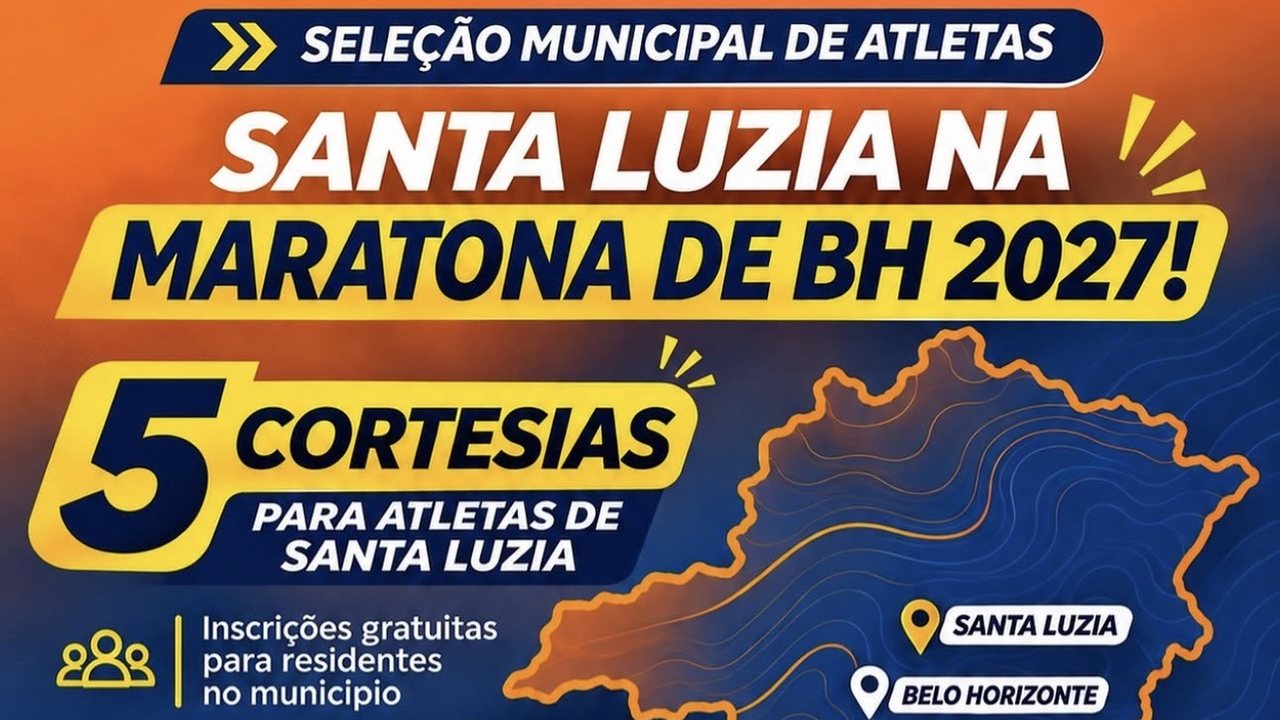 SELEÇÃO MUNICIPAL DE ATLETAS
SANTA LUZIA NA
MARATONA DE BH 2027!
5 CORTESIAS
PARA ATLETAS DE
SANTA LUZIA
Inscrições gratuitas
para residentes
no municipio
SANTA LUZIA
BELO HORIZONTE